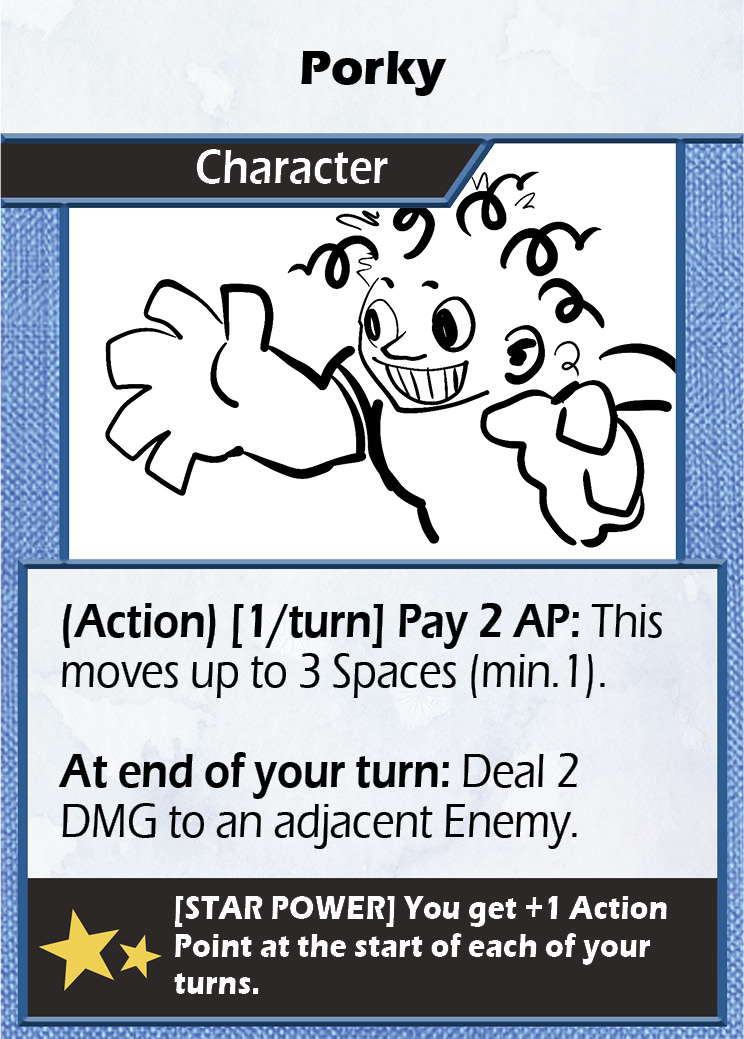 Porky
Character
(Action) [1/turn] Pay 2 AP: This
moves up to 3 Spaces (min.1).
At end of your turn: Deal 2
DMG to an adjacent Enemy.
[STAR POWER] You get +1 Action
Point at the start of each of your
turns.